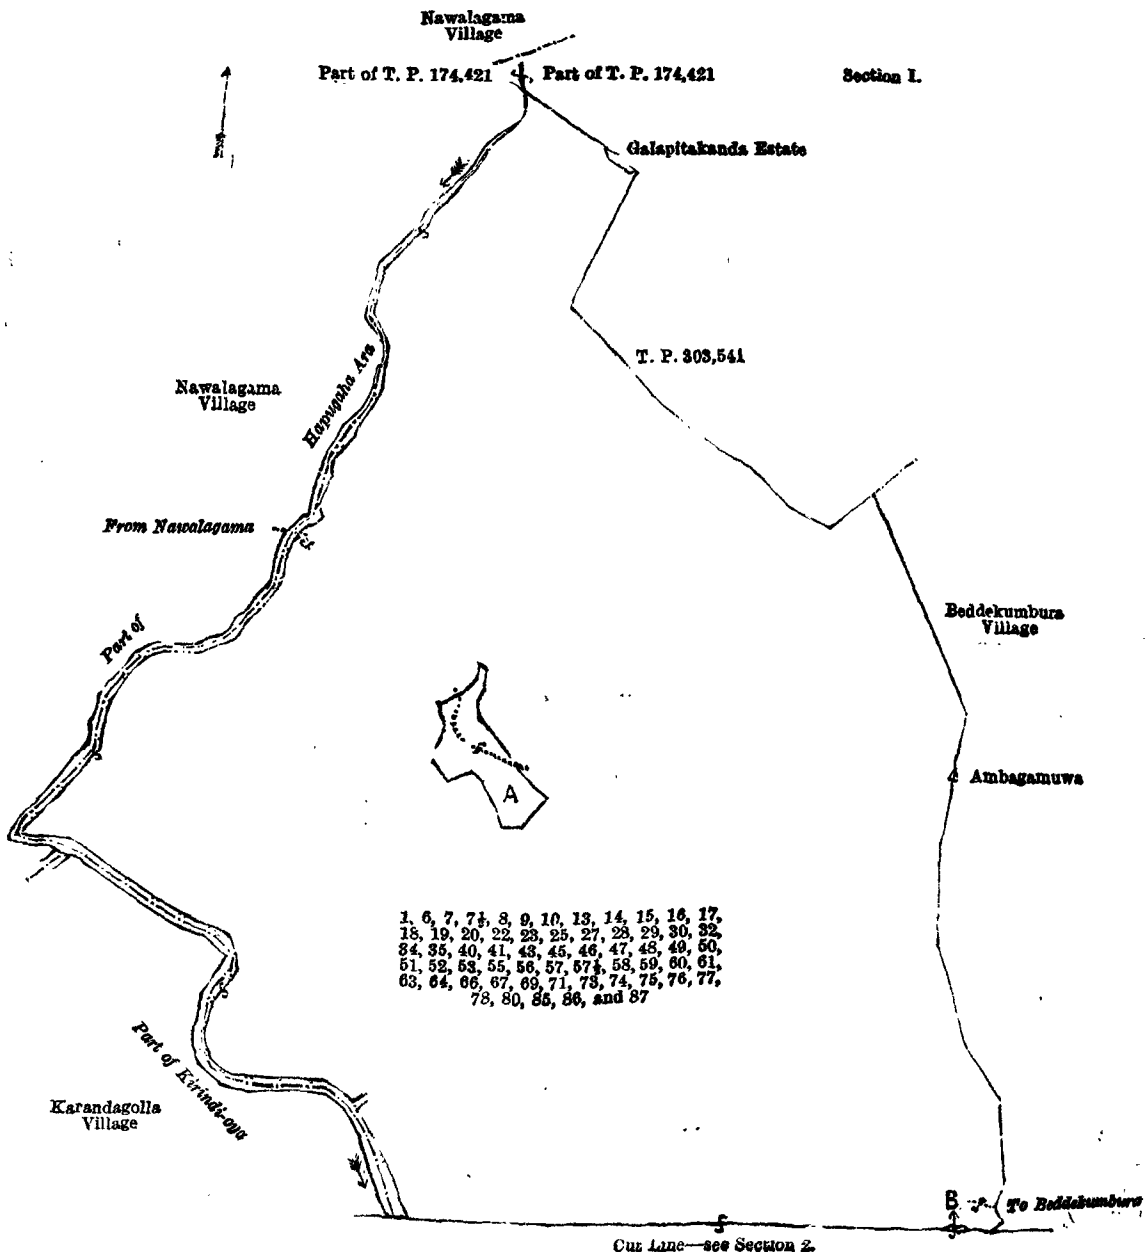 Nawalagama
Village
Part of T. P. 174,421
Part of T. P. 174,421
Section 1.
Galapitakanda Estate
T. P. 303,541
Nawalagama
Village
Hapugaha Ara
From Nawalagama
Part of
Beddekumbura
Village
Ambagamuwa
A
1, 6, 7, 7½, 8, 9, 10, 13, 14, 15, 16, 17,
18, 19, 20, 22, 23, 25, 27, 28, 29, 30, 32,
34, 35, 40, 41, 43, 45, 46, 47, 48, 49, 50,
51, 52, 53, 55, 56, 57, 57½, 58, 59, 60, 61,
63, 64, 66, 67, 69, 71, 73, 74, 75, 76, 77,
78, 80, 85, 86, and 87
Part of Kirindi-oya
Karandagolla
Village
B
To Beddekumbura
Cut Line—see Section 2.